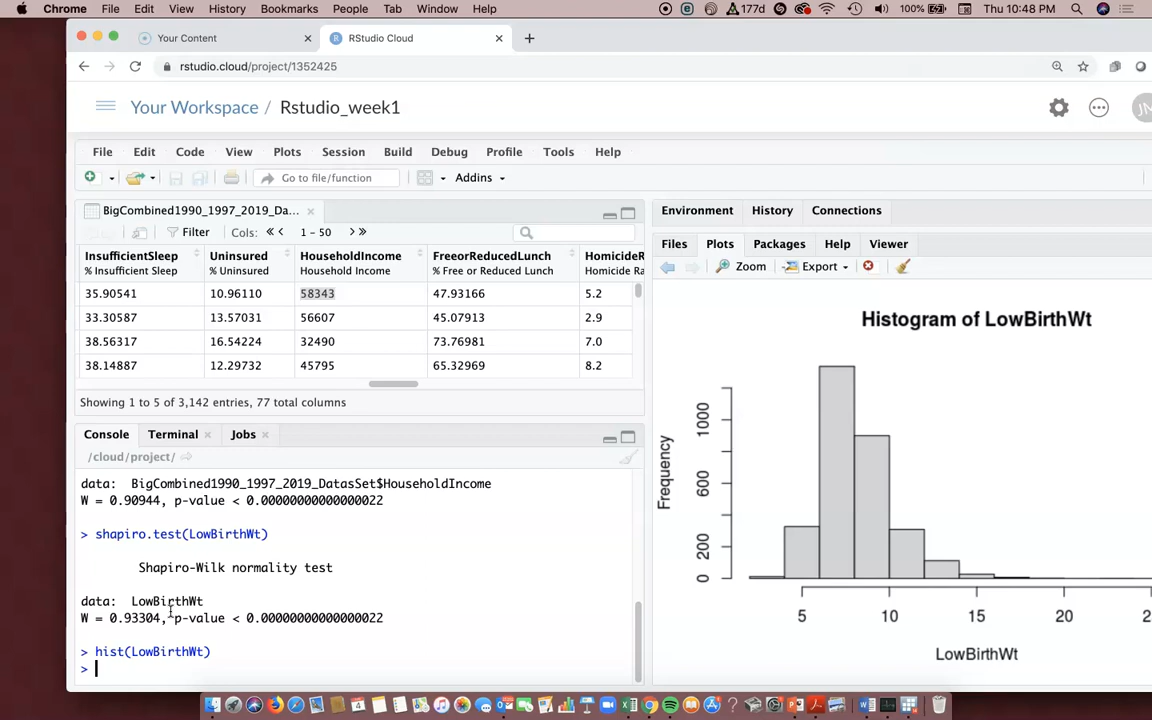 Chrome File Edit View History Bookmarks People Tab Window Help 177d 100% Thu 10:48 PM
Your Content RStudio Cloud
rstudio.cloud/project/1352425
Your Workspace / Rstudio_week1 JM
File Edit Code View Plots Session Build Debug Profile Tools Help
Go to file/function Addins
BigCombined1990_1997_2019_Datas... Environment History Connections
Filter Cols: 1 - 50 Files Plots Packages Help Viewer
InsufficientSleep Uninsured HouseholdIncome FreeorReducedLunch HomicideR
% Insufficient Sleep % Uninsured Household Income % Free or Reduced Lunch Homicide Ra
Zoom Export
35.90541 10.96110 58343 47.93166 5.2
33.30587 13.57031 56607 45.07913 2.9
38.56317 16.54224 32490 73.76981 7.0
38.14887 12.29732 45795 65.32969 8.2
Showing 1 to 5 of 3,142 entries, 77 total columns
Console Terminal Jobs
/cloud/project/
data: BigCombined1990_1997_2019_DatasSet$HouseholdIncome
W = 0.90944, p-value < 0.00000000000000022
> shapiro.test(LowBirthWt)
Shapiro-Wilk normality test
data: LowBirthWt
W = 0.93304, p-value < 0.00000000000000022
> hist(LowBirthWt)
>
Histogram of LowBirthWt
Frequency
1000
600
200
0
5 10 15 20 2
LowBirthWt